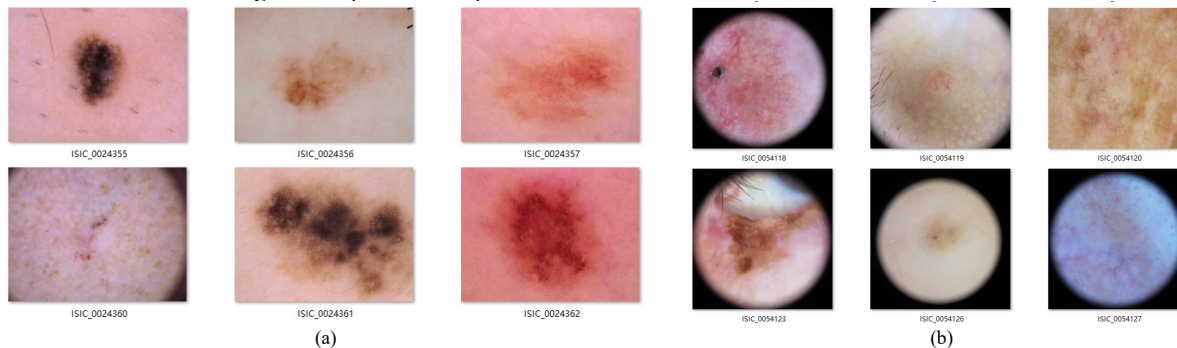 ISIC_0024355 ISIC_0024356 ISIC_0024357
ISIC_0054118 ISIC_0054119 ISIC_0054120
ISIC_0024360 ISIC_0024361 ISIC_0024362
ISIC_0054123 ISIC_0054126 ISIC_0054127
(a) (b)